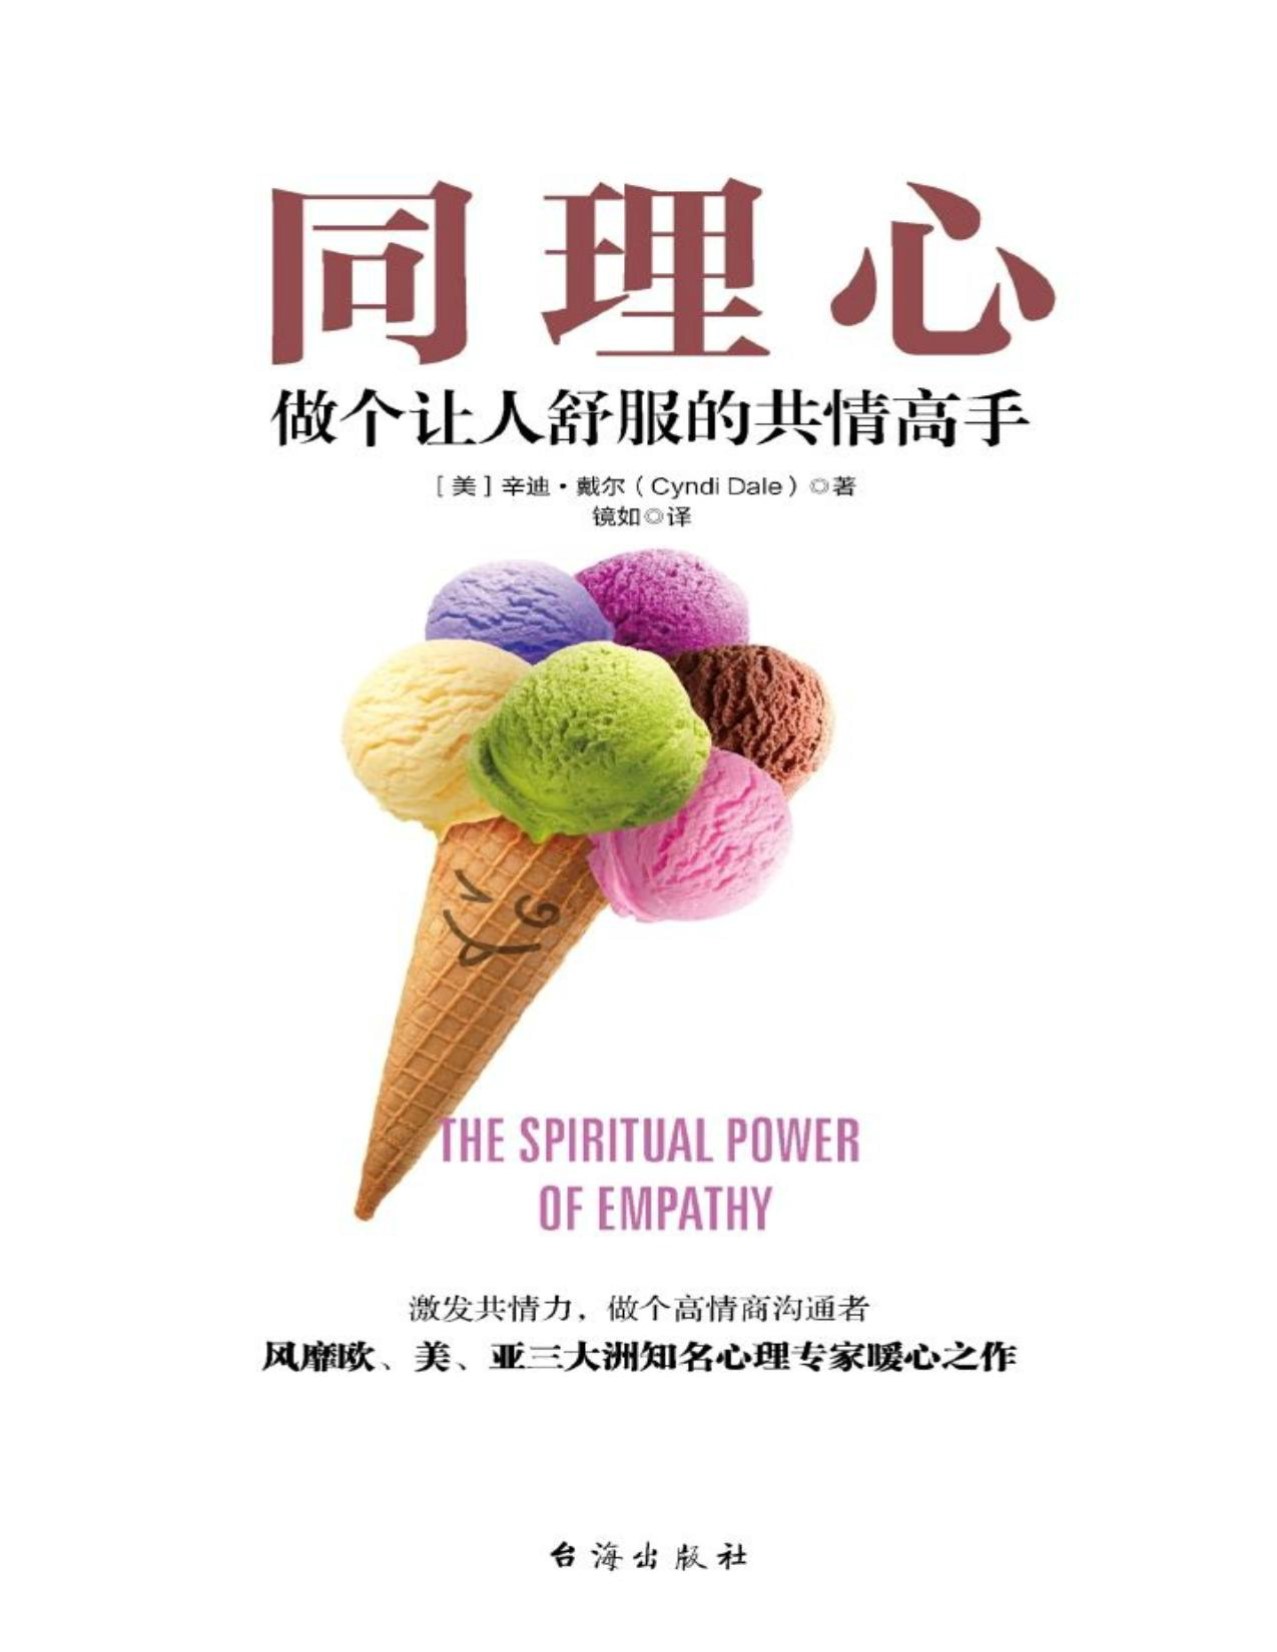 同理心
做个让人舒服的共情高手
［美］辛迪·戴尔（Cyndi Dale）◎著
镜如◎译
THE SPIRITUAL POWER
OF EMPATHY
激发共情力，做个高情商沟通者
风靡欧、美、亚三大洲知名心理专家暖心之作
台海出版社